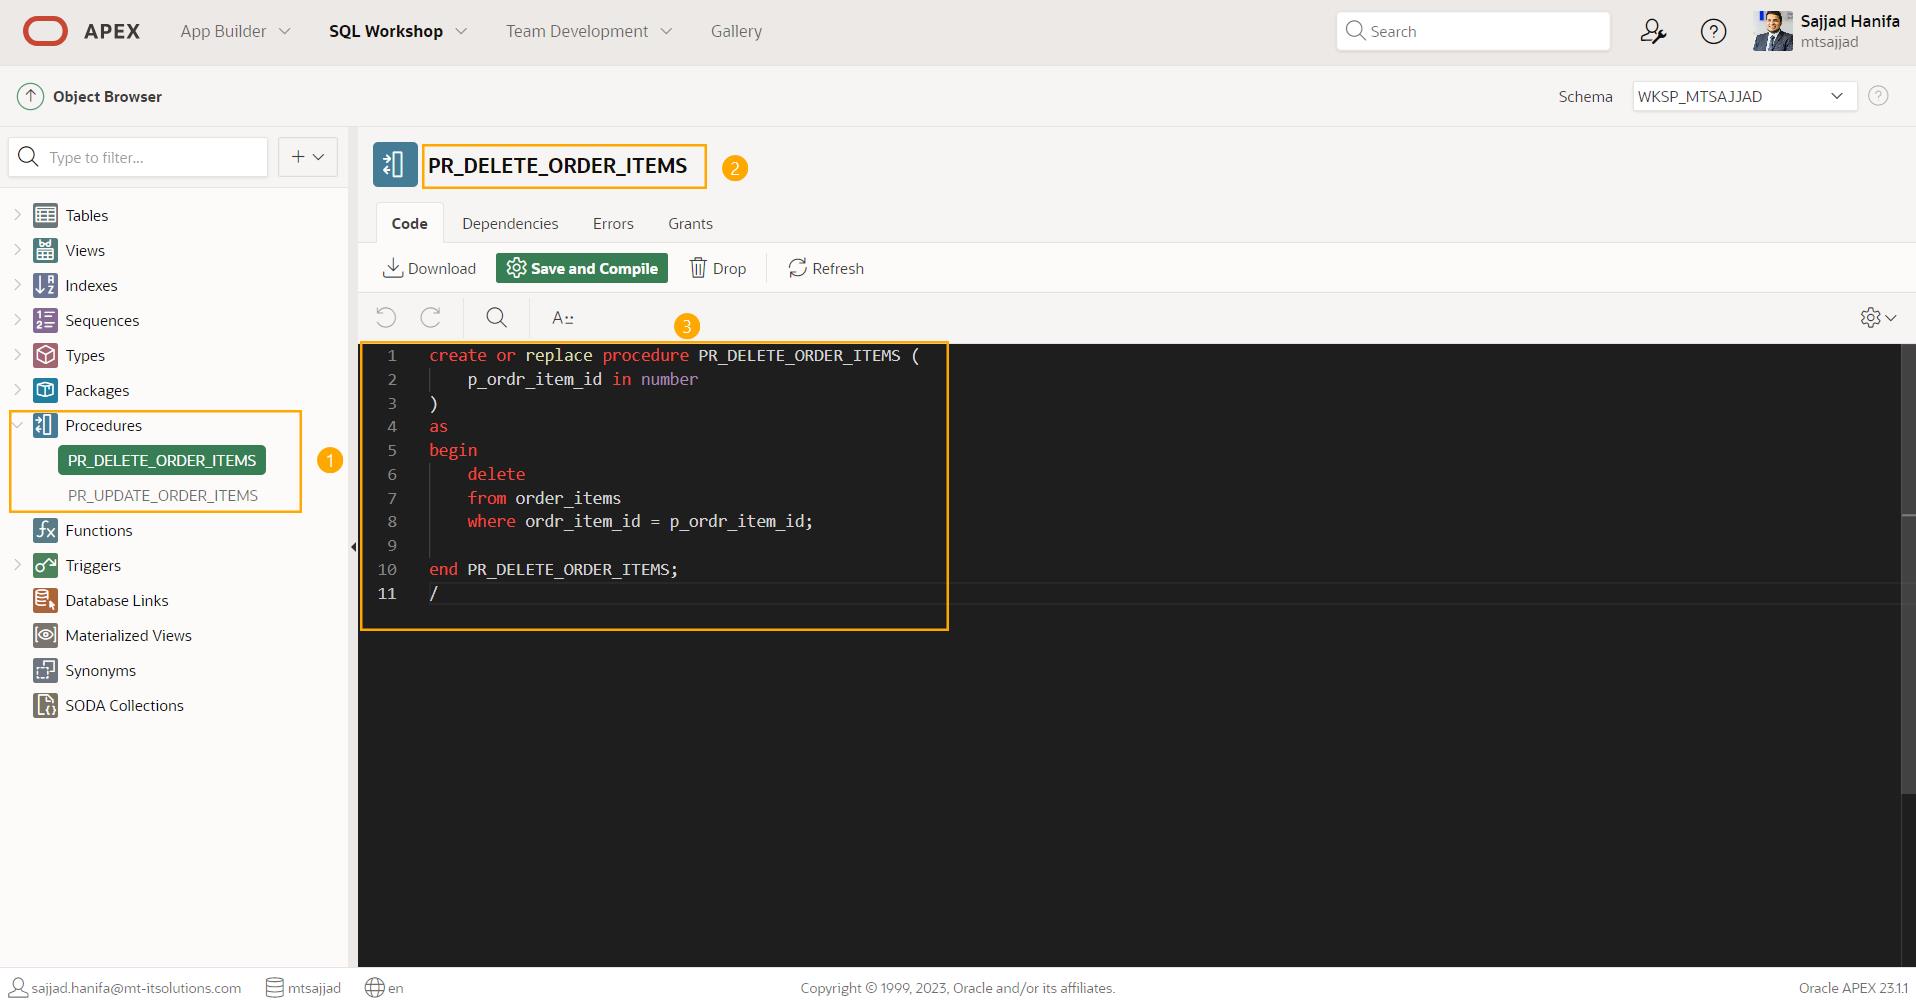 APEX App Builder SQL Workshop Team Development Gallery Search ? Sajjad Hanifa
mtsajjad
Object Browser Schema WKSP_MTSAJJAD ?
Type to filter... +
Tables
Views
Indexes
Sequences
Types
Packages
Procedures
PR_DELETE_ORDER_ITEMS 1
PR_UPDATE_ORDER_ITEMS
Functions
Triggers
Database Links
Materialized Views
Synonyms
SODA Collections
PR_DELETE_ORDER_ITEMS 2
Code Dependencies Errors Grants
Download Save and Compile Drop Refresh
A:: 3
1 create or replace procedure PR_DELETE_ORDER_ITEMS (
2 p_ordr_item_id in number
3 )
4 as
5 begin
6 delete
7 from order_items
8 where ordr_item_id = p_ordr_item_id;
9
10 end PR_DELETE_ORDER_ITEMS;
11 /
sajjad.hanifa@mt-itsolutions.com mtsajjad en Copyright © 1999, 2023, Oracle and/or its affiliates. Oracle APEX 23.1.1